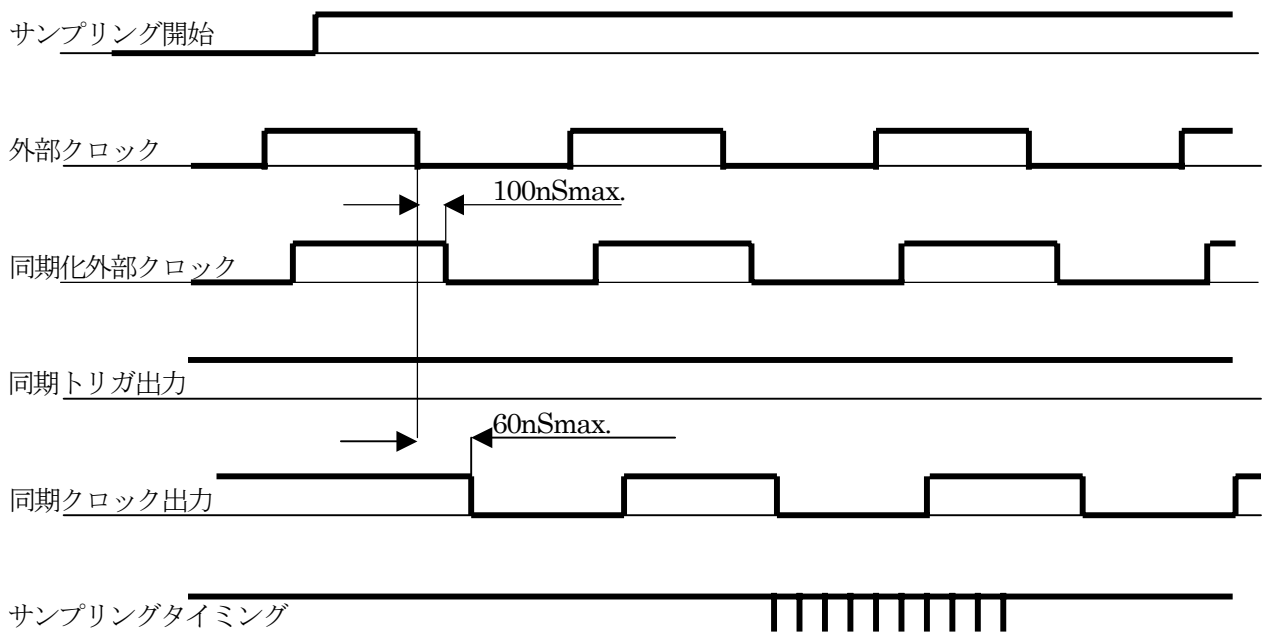 サンプリング開始
外部クロック
100nSmax.
同期化外部クロック
同期トリガ出力
60nSmax.
同期クロック出力
サンプリングタイミング